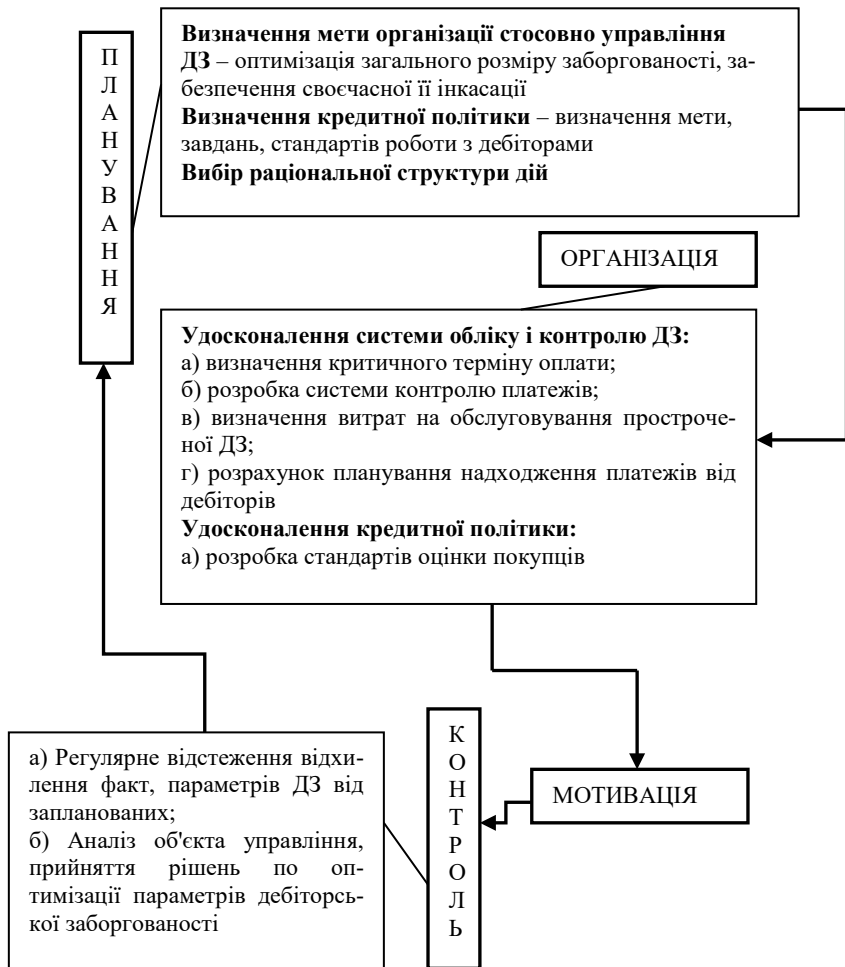 ПЛАНУВАННЯ
Визначення мети організації стосовно управління
ДЗ – оптимізація загального розміру заборгованості, за-
безпечення своєчасної її інкасації
Визначення кредитної політики – визначення мети,
завдань, стандартів роботи з дебіторами
Вибір раціональної структури дій
ОРГАНІЗАЦІЯ
Удосконалення системи обліку і контролю ДЗ:
а) визначення критичного терміну оплати;
б) розробка системи контролю платежів;
в) визначення витрат на обслуговування простроче-
ної ДЗ;
г) розрахунок планування надходження платежів від
дебіторів
Удосконалення кредитної політики:
а) розробка стандартів оцінки покупців
МОТИВАЦІЯ
КОНТРОЛЬ
а) Регулярне відстеження відхи-
лення факт, параметрів ДЗ від
запланованих;
б) Аналіз об'єкта управління,
прийняття рішень по оп-
тимізації параметрів дебіторсь-
кої заборгованості